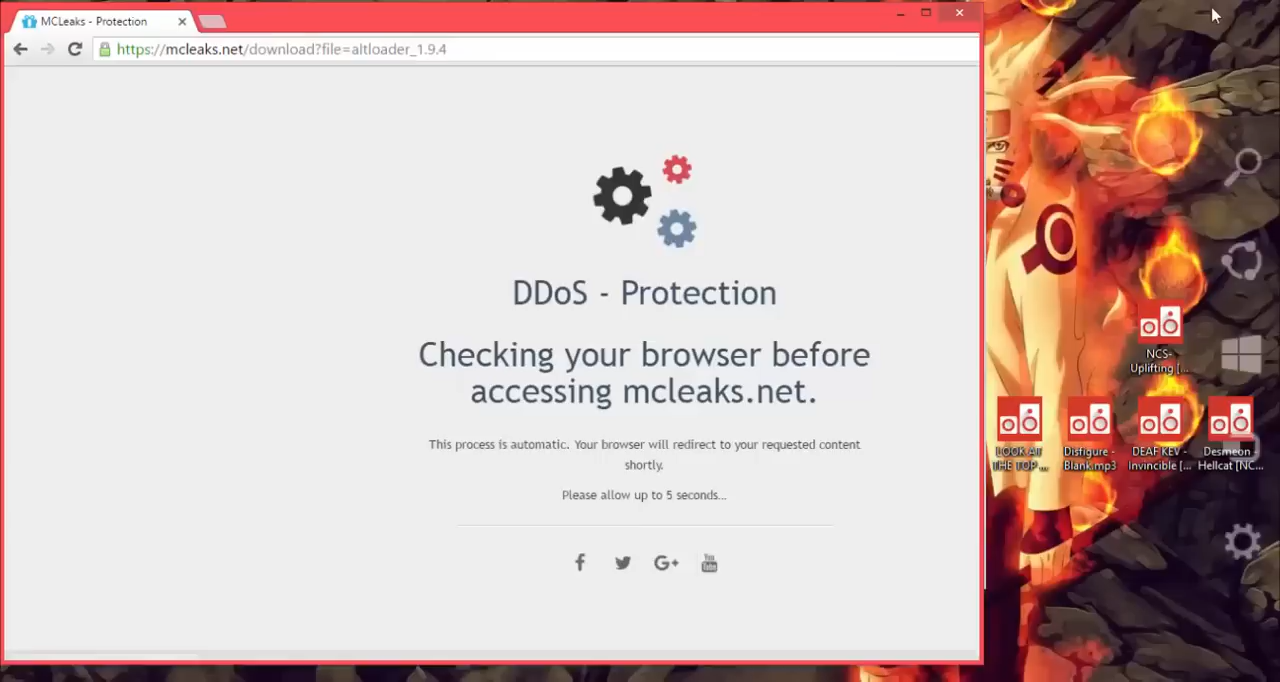 MCLeaks - Protection
https://mcleaks.net/download?file=altloader_1.9.4
DDoS - Protection
Checking your browser before
accessing mcleaks.net.
This process is automatic. Your browser will redirect to your requested content
shortly.
Please allow up to 5 seconds...
G+
You
Tube
NCS-
Uplifting [...
LOOK AT
THE TOP ...
Disfigure -
Blank.mp3
DEAF KEV -
Invincible [...
Desmeon -
Hellcat [NC...